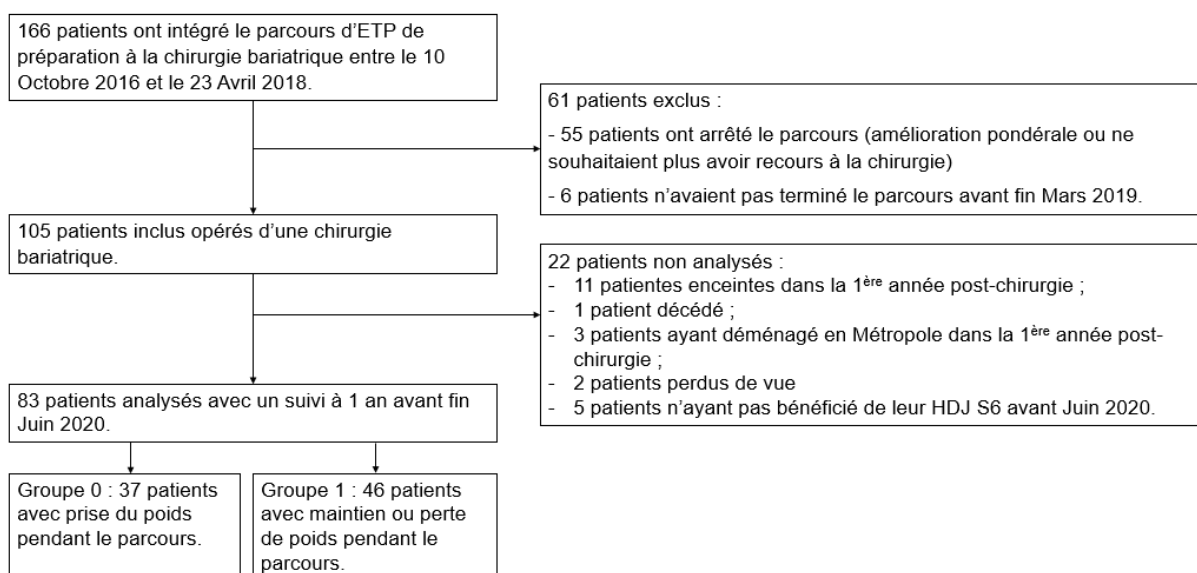 166 patients ont intégré le parcours d’ETP de
préparation à la chirurgie bariatrique entre le 10
Octobre 2016 et le 23 Avril 2018.
61 patients exclus :
- 55 patients ont arrêté le parcours (amélioration pondérale ou ne
souhaitaient plus avoir recours à la chirurgie)
- 6 patients n’avaient pas terminé le parcours avant fin Mars 2019.
105 patients inclus opérés d’une chirurgie
bariatrique.
22 patients non analysés :
- 11 patientes enceintes dans la 1ère année post-chirurgie ;
- 1 patient décédé ;
- 3 patients ayant déménagé en Métropole dans la 1ère année post-
chirurgie ;
- 2 patients perdus de vue
- 5 patients n’ayant pas bénéficié de leur HDJ S6 avant Juin 2020.
83 patients analysés avec un suivi à 1 an avant fin
Juin 2020.
Groupe 0 : 37 patients
avec prise du poids
pendant le parcours.
Groupe 1 : 46 patients
avec maintien ou perte
de poids pendant le
parcours.